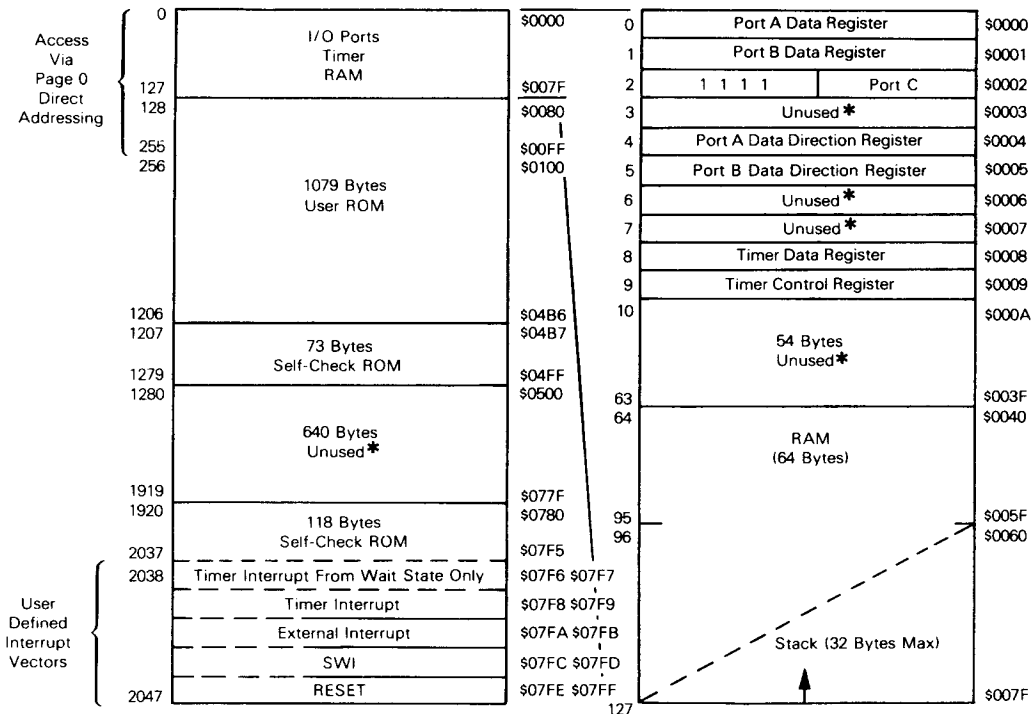 Access
Via
Page 0
Direct
Addressing
0
127
128
255
256
1206
1207
1279
1280
1919
1920
2037
2038
2047
User
Defined
Interrupt
Vectors
I/O Ports
Timer
RAM
1079 Bytes
User ROM
73 Bytes
Self-Check ROM
640 Bytes
Unused*
118 Bytes
Self-Check ROM
Timer Interrupt From Wait State Only
Timer Interrupt
External Interrupt
SWI
RESET
$0000
$007F
$0080
$00FF
$0100
$04B6
$04B7
$04FF
$0500
$077F
$0780
$07F5
$07F6 $07F7
$07F8 $07F9
$07FA $07FB
$07FC $07FD
$07FE $07FF
0 Port A Data Register $0000
1 Port B Data Register $0001
2 1 1 1 1 Port C $0002
3 Unused* $0003
4 Port A Data Direction Register $0004
5 Port B Data Direction Register $0005
6 Unused* $0006
7 Unused* $0007
8 Timer Data Register $0008
9 Timer Control Register $0009
10 $000A
54 Bytes
Unused*
63 $003F
64 $0040
RAM
(64 Bytes)
95 $005F
96 $0060
Stack (32 Bytes Max)
127 $007F